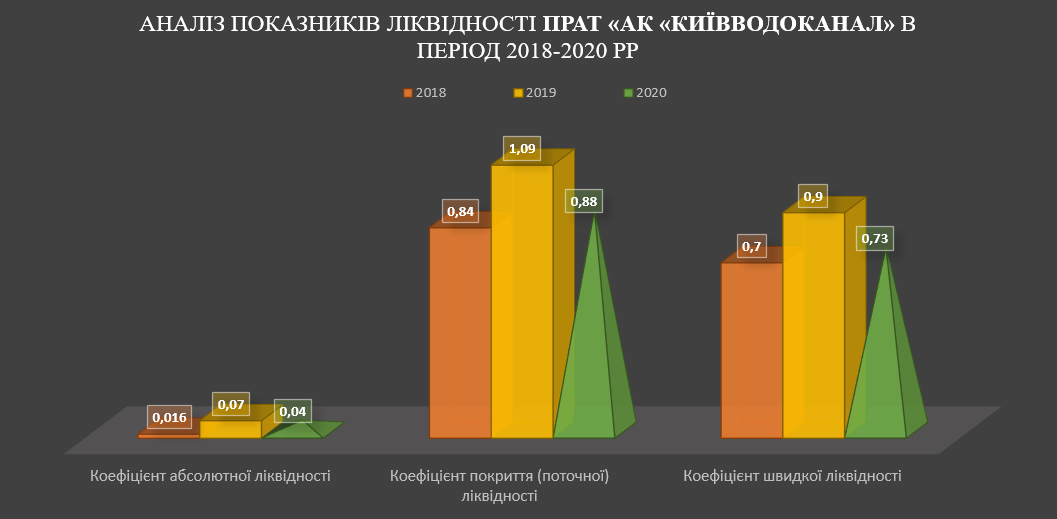 АНАЛІЗ ПОКАЗНИКІВ ЛІКВІДНОСТІ ПРАТ «АК «КИЇВВОДОКАНАЛ» В
ПЕРІОД 2018-2020 РР
2018 2019 2020
0,016 0,07 0,04
0,84 1,09 0,88
0,7 0,9 0,73
Коефіцієнт абсолютної ліквідності
Коефіцієнт покриття (поточної)
ліквідності
Коефіцієнт швидкої ліквідності